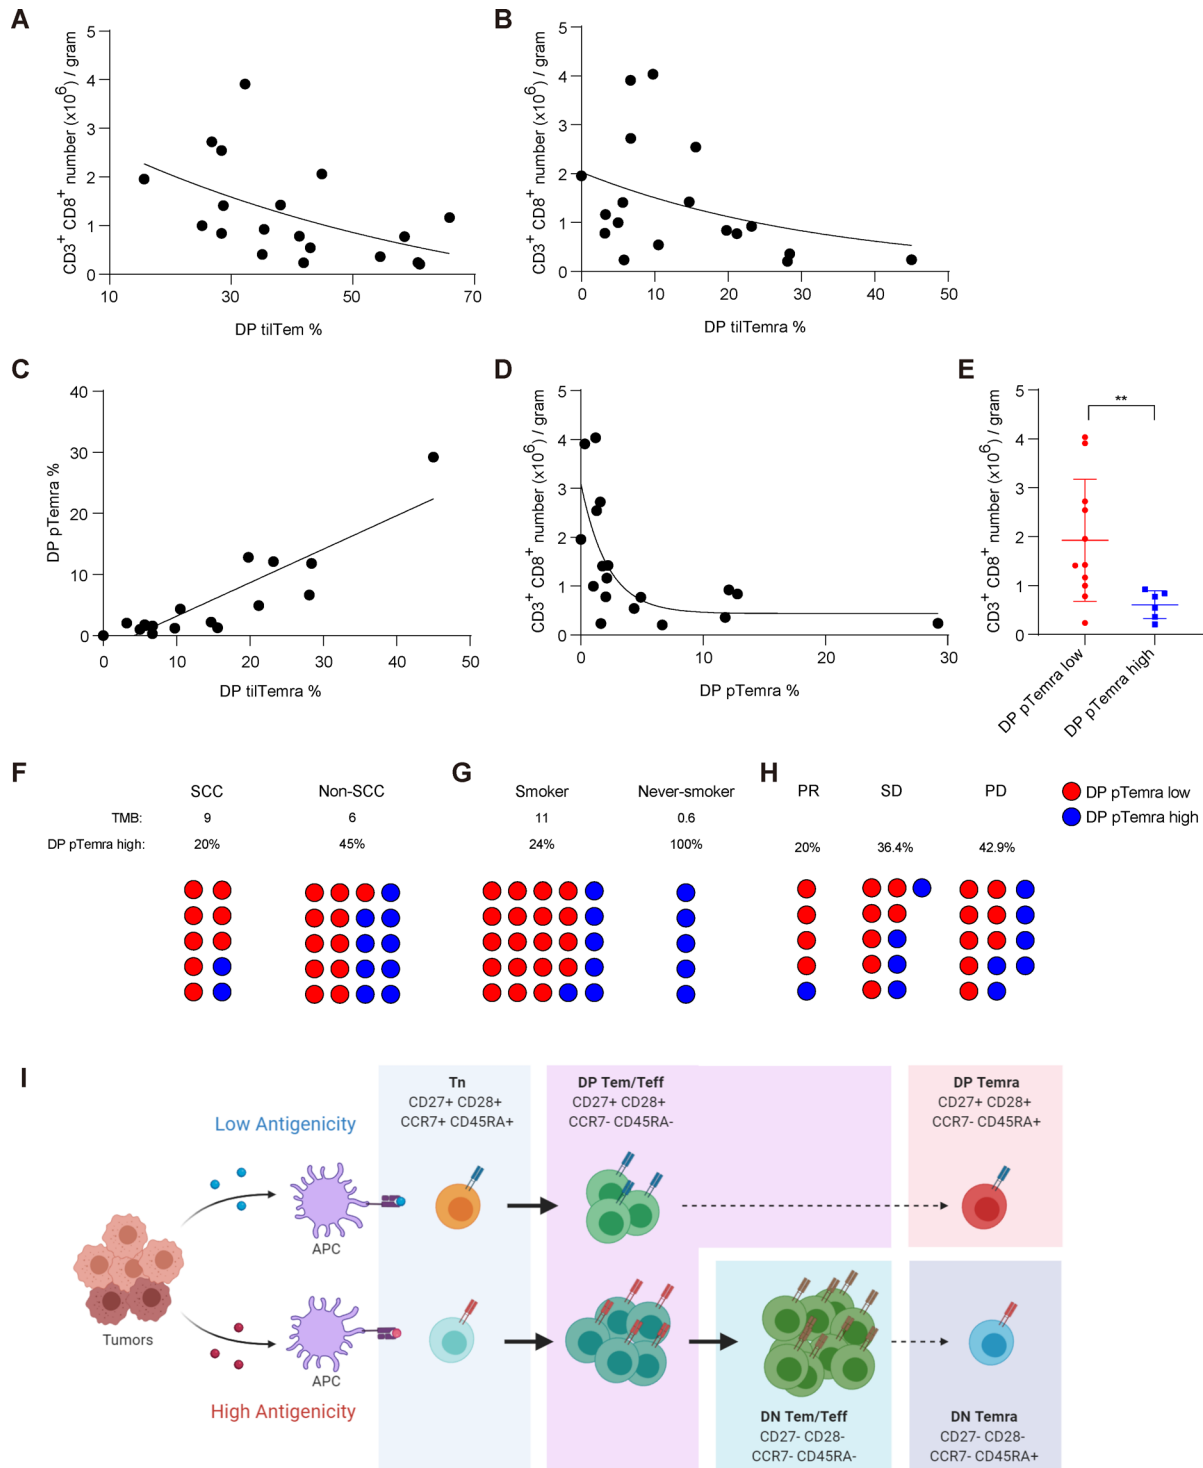 A
CD3+ CD8+ number (x10^6) / gram
5
4
3
2
1
0
10
30
50
70
DP tilTem %
B
CD3+ CD8+ number (x10^6) / gram
5
4
3
2
1
0
0
10
20
30
40
50
DP tilTemra %
C
DP pTemra %
40
30
20
10
0
0
10
20
30
40
50
DP tilTemra %
D
CD3+ CD8+ number (x10^6) / gram
5
4
3
2
1
0
0
10
20
30
DP pTemra %
E
CD3+ CD8+ number (x10^6) / gram
5
4
3
2
1
0
**
DP pTemra low
DP pTemra high
F
SCC
Non-SCC
TMB:
9
6
DP pTemra high:
20%
45%
G
Smoker
Never-smoker
11
0.6
24%
100%
H
PR
SD
PD
20%
36.4%
42.9%
DP pTemra low
DP pTemra high
I
Tn
CD27+ CD28+
CCR7+ CD45RA+
DP Tem/Teff
CD27+ CD28+
CCR7- CD45RA-
DP Temra
CD27+ CD28+
CCR7- CD45RA+
Low Antigenicity
APC
Tumors
APC
High Antigenicity
DN Tem/Teff
CD27- CD28-
CCR7- CD45RA-
DN Temra
CD27- CD28-
CCR7- CD45RA+